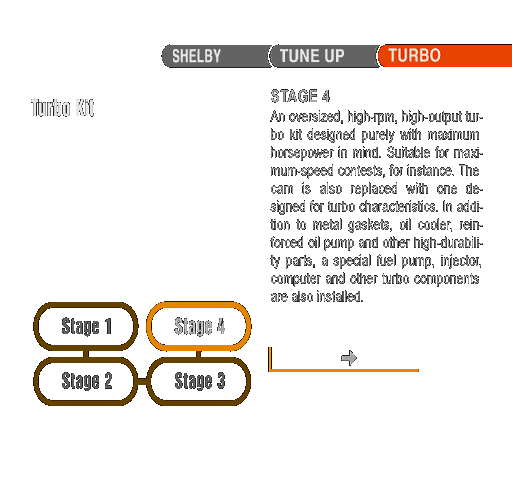 SHELBY TUNE UP TURBO
Turbo Kit
STAGE 4
An oversized, high-rpm, high-output tur-
bo kit designed purely with maximum
horsepower in mind. Suitable for maxi-
mum-speed contests, for instance. The
cam is also replaced with one de-
signed for turbo characteristics. In addi-
tion to metal gaskets, oil cooler, rein-
forced oil pump and other high-durabili-
ty parts, a special fuel pump, injector,
computer and other turbo components
are also installed.
Stage 1 Stage 4
Stage 2 Stage 3